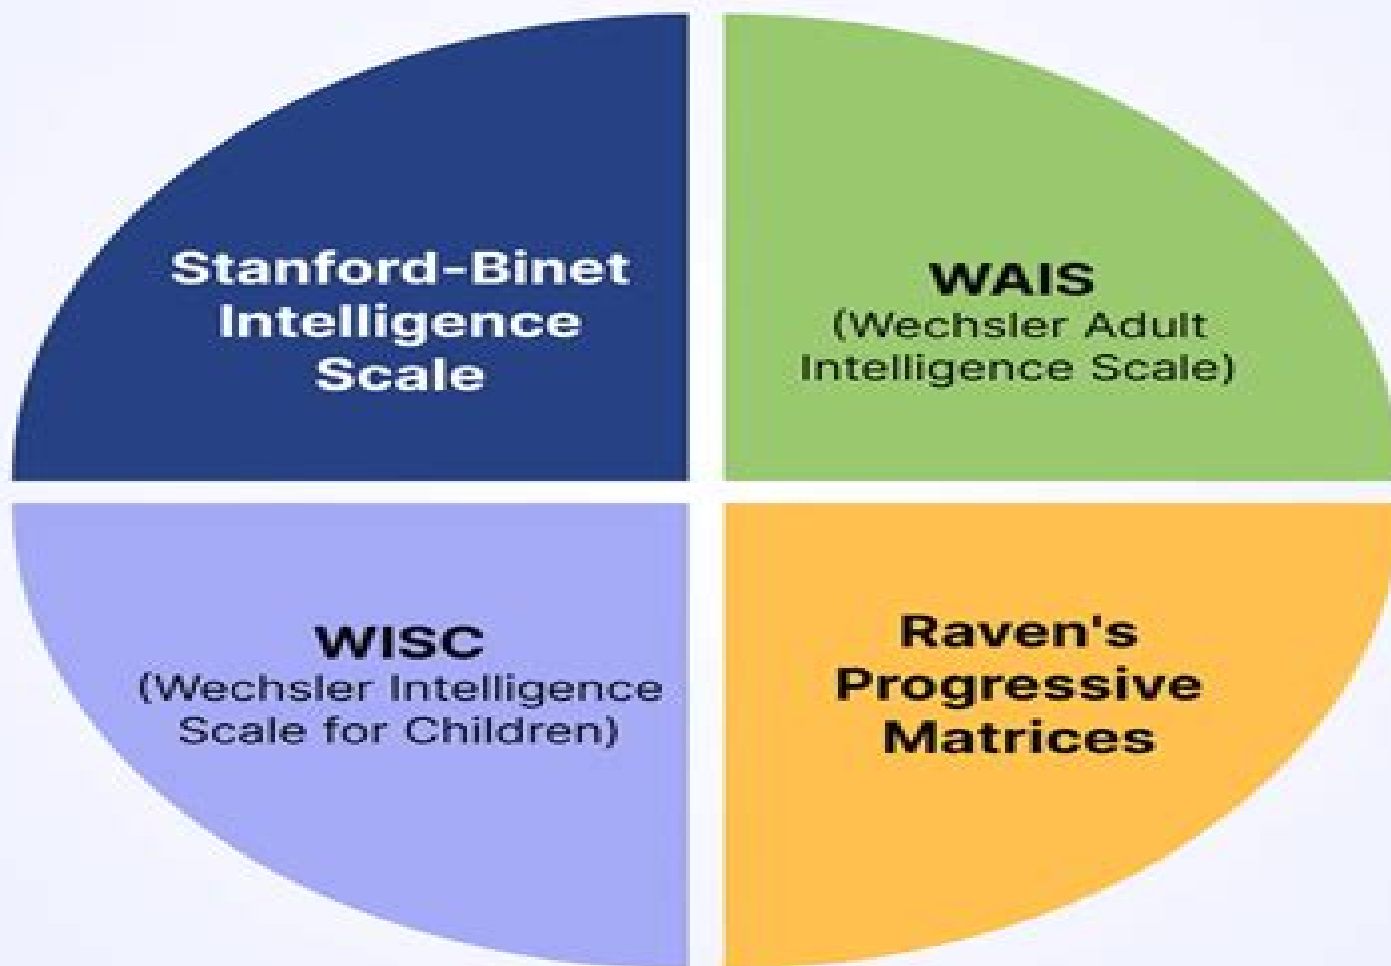 Stanford-Binet
Intelligence
Scale
WAIS
(Wechsler Adult
Intelligence Scale)
WISC
(Wechsler Intelligence
Scale for Children)
Raven's
Progressive
Matrices